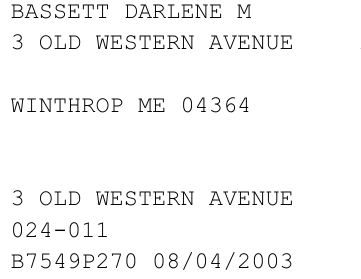 BASSETT DARLENE M
3 OLD WESTERN AVENUE
WINTHROP ME 04364
3 OLD WESTERN AVENUE
024-011
B7549P270 08/04/2003